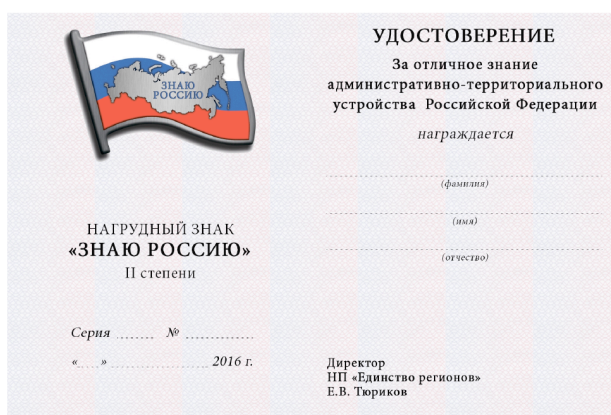 ЗНАЮ
РОССИЮ
НАГРУДНЫЙ ЗНАК
«ЗНАЮ РОССИЮ»
II степени
Серия ........ № ..............
«.....» ...................... 2016 г.
УДОСТОВЕРЕНИЕ
За отличное знание
административно-территориального
устройства Российской Федерации
награждается
(фамилия)
(имя)
(отчество)
Директор
НП «Единство регионов»
Е.В. Тюриков